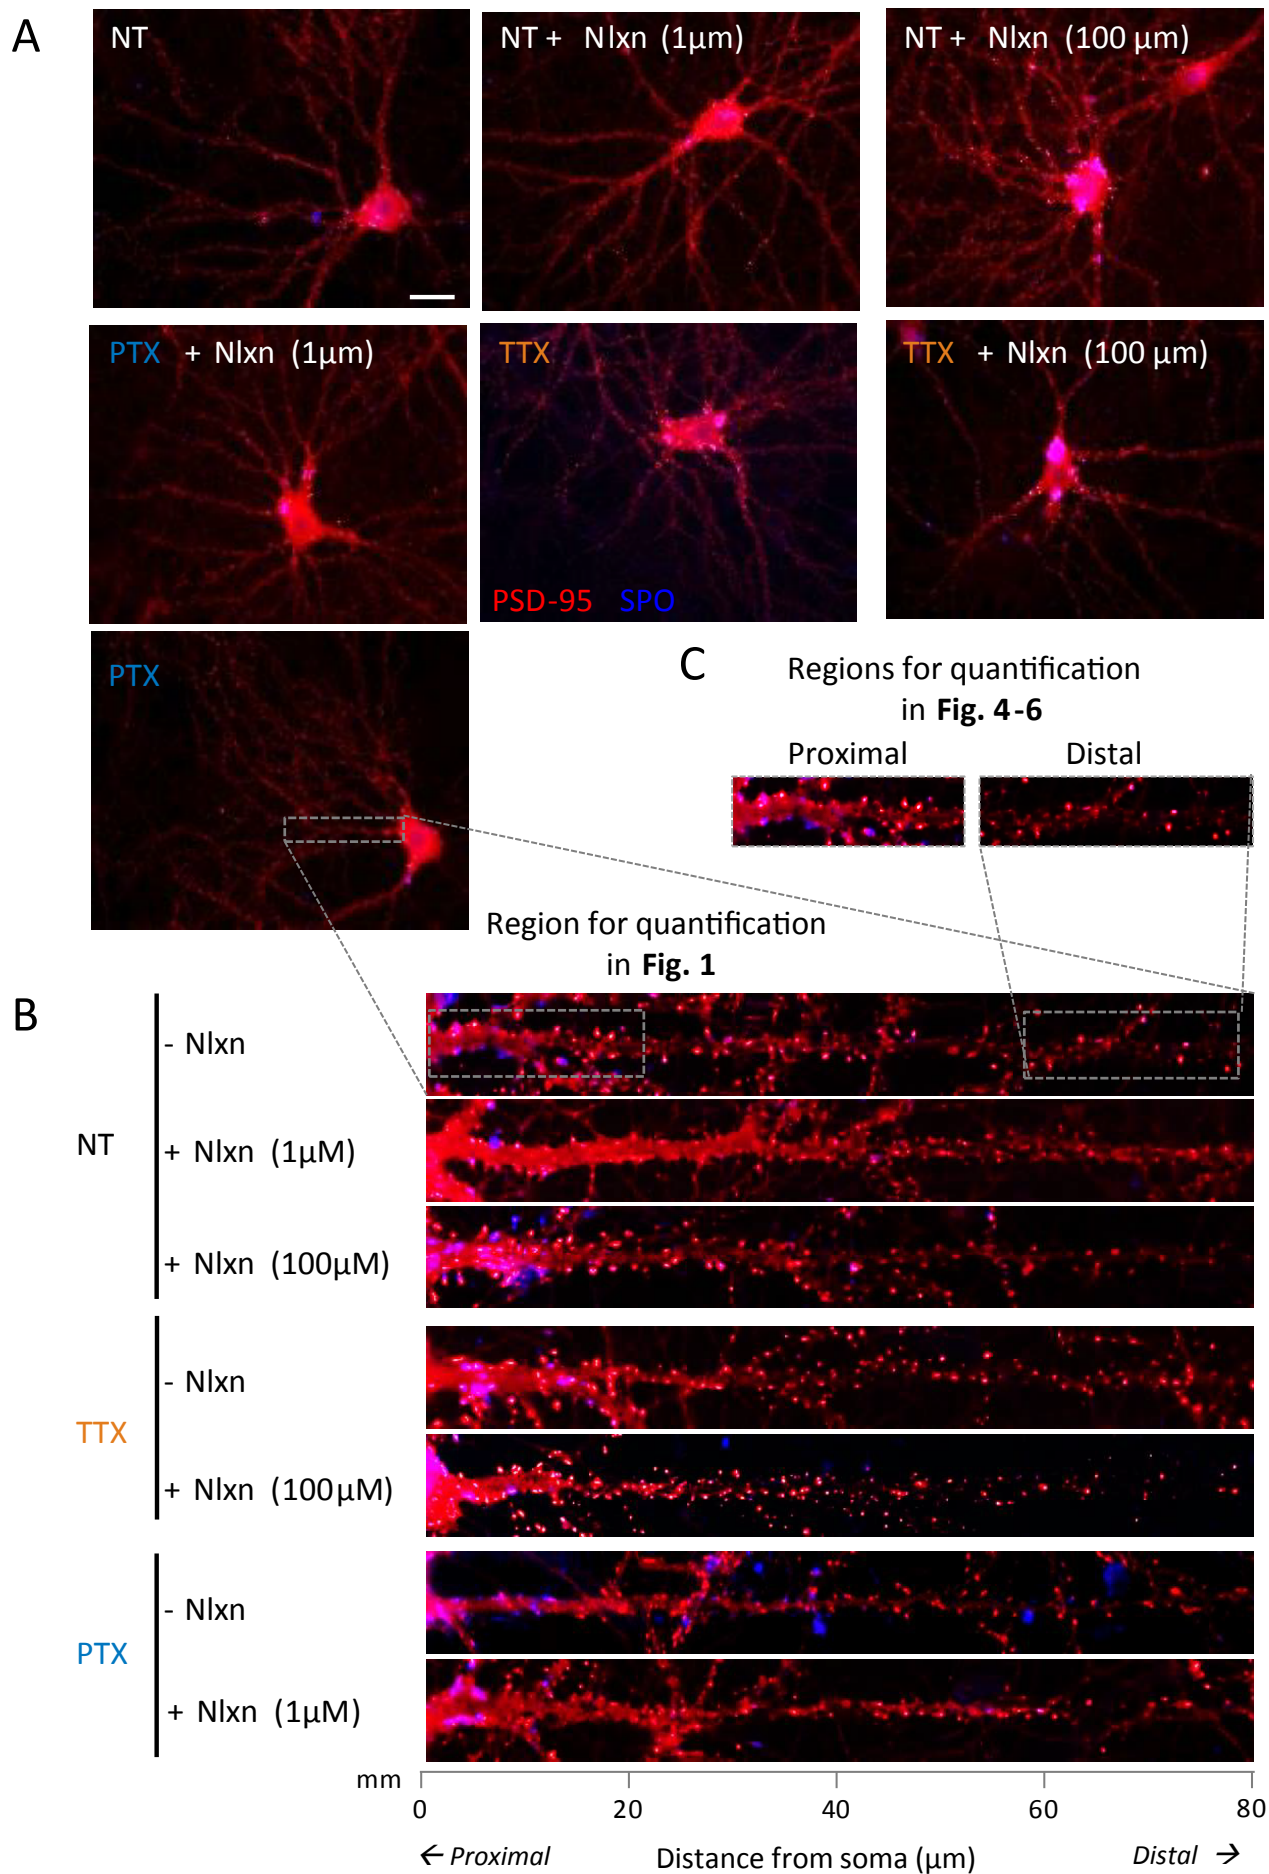 A
NT
NT + Nlxn (1µm)
NT + Nlxn (100 µm)
PTX + Nlxn (1µm)
TTX
TTX + Nlxn (100 µm)
PSD-95 SPO
PTX
C
Regions for quantification
in Fig. 4-6
Proximal Distal
Region for quantification
in Fig. 1
B
NT
- Nlxn
+ Nlxn (1µM)
+ Nlxn (100µM)
TTX
- Nlxn
+ Nlxn (100µM)
PTX
- Nlxn
+ Nlxn (1µM)
mm
0 20 40 60 80
← Proximal Distance from soma (µm) Distal →